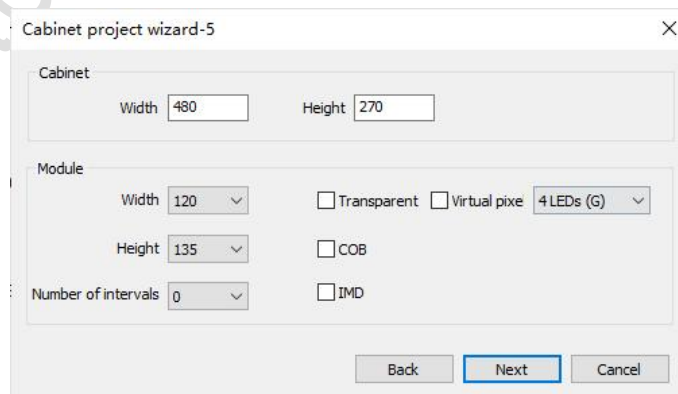 Cabinet project wizard-5
Cabinet
Width 480 Height 270
Module
Width 120 Transparent Virtual pixe 4 LEDs (G)
Height 135 COB
Number of intervals 0 IMD
Back Next Cancel